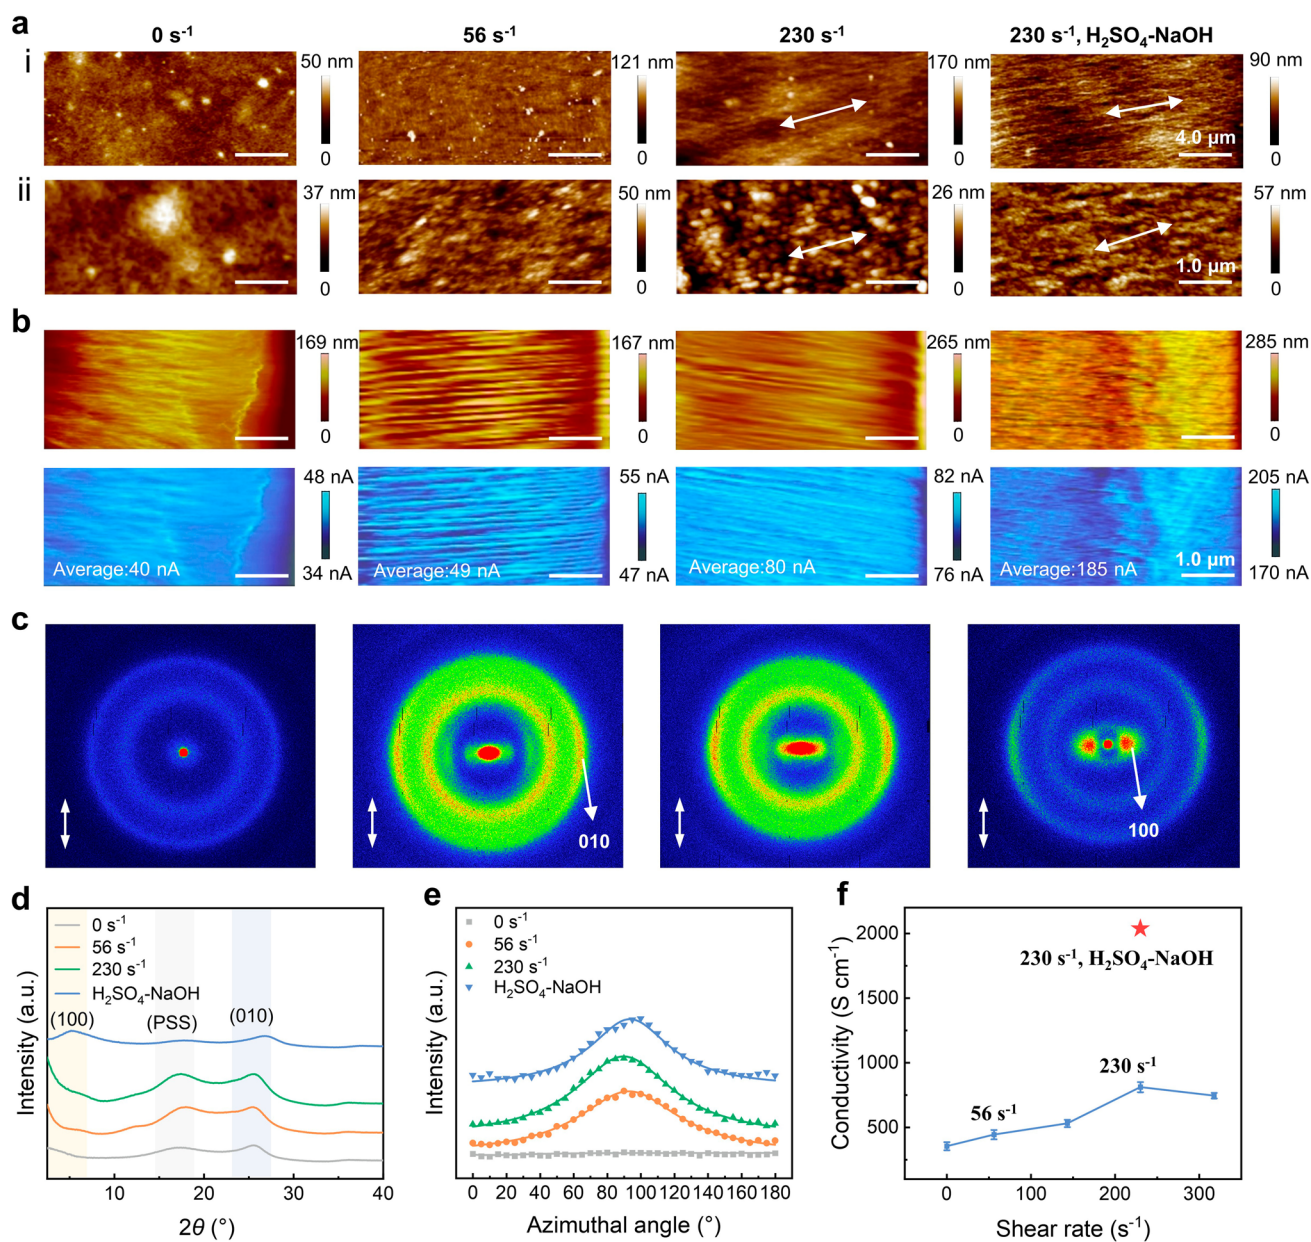 a
0 s⁻¹
56 s⁻¹
230 s⁻¹
230 s⁻¹, H₂SO₄-NaOH
i
50 nm
0
121 nm
0
170 nm
0
4.0 µm
90 nm
0
ii
37 nm
0
50 nm
0
26 nm
0
1.0 µm
57 nm
0
b
169 nm
0
167 nm
0
265 nm
0
285 nm
0
Average:40 nA
48 nA
34 nA
Average:49 nA
55 nA
47 nA
Average:80 nA
82 nA
76 nA
Average:185 nA
1.0 µm
205 nA
170 nA
c
010
100
d
0 s⁻¹
56 s⁻¹
230 s⁻¹
H₂SO₄-NaOH
(100)
(PSS)
(010)
Intensity (a.u.)
10
20
30
40
2θ (°)
e
0 s⁻¹
56 s⁻¹
230 s⁻¹
H₂SO₄-NaOH
Intensity (a.u.)
0 20 40 60 80 100 120 140 160 180
Azimuthal angle (°)
f
2000
1500
1000
500
Conductivity (S cm⁻¹)
230 s⁻¹, H₂SO₄-NaOH
230 s⁻¹
56 s⁻¹
0
100
200
300
Shear rate (s⁻¹)